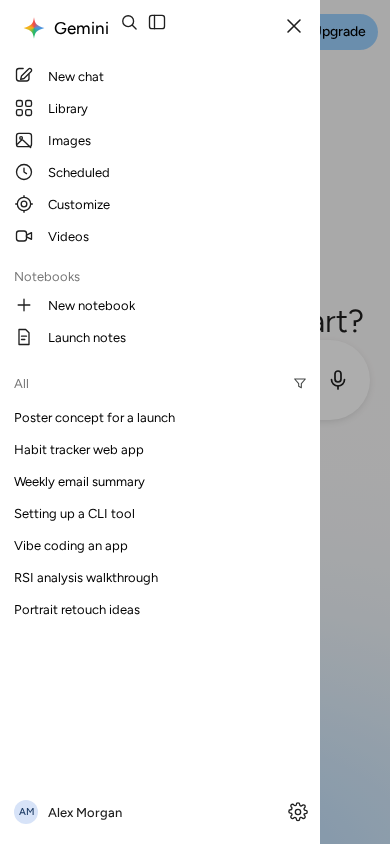 Gemini
Upgrade
New chat
Library
Images
Scheduled
Customize
Videos
Notebooks
New notebook
art?
Launch notes
All
Poster concept for a launch
Habit tracker web app
Weekly email summary
Setting up a CLI tool
Vibe coding an app
RSI analysis walkthrough
Portrait retouch ideas
AM Alex Morgan